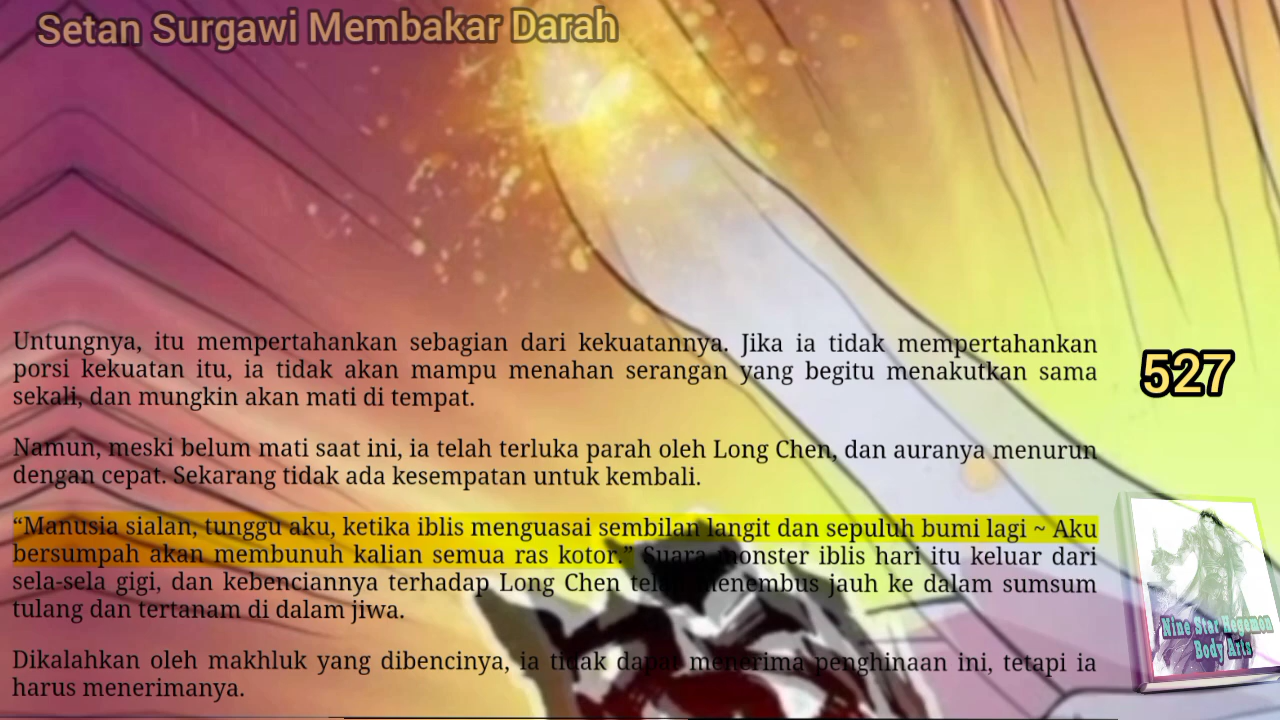 Setan Surgawi Membakar Darah
Untungnya, itu mempertahankan sebagian dari kekuatannya. Jika ia tidak mempertahankan
porsi kekuatan itu, ia tidak akan mampu menahan serangan yang begitu menakutkan sama
sekali, dan mungkin akan mati di tempat.
527
Namun, meski belum mati saat ini, ia telah terluka parah oleh Long Chen, dan auranya menurun
dengan cepat. Sekarang tidak ada kesempatan untuk kembali.
“Manusia sialan, tunggu aku, ketika iblis menguasai sembilan langit dan sepuluh bumi lagi ~ Aku
bersumpah akan membunuh kalian semua ras kotor.” Suara monster iblis hari itu keluar dari
sela-sela gigi, dan kebenciannya terhadap Long Chen telah menembus jauh ke dalam sumsum
tulang dan tertanam di dalam jiwa.
Dikalahkan oleh makhluk yang dibencinya, ia tidak dapat menerima penghinaan ini, tetapi ia
harus menerimanya.
Nine Star Hegemon
Body Arts